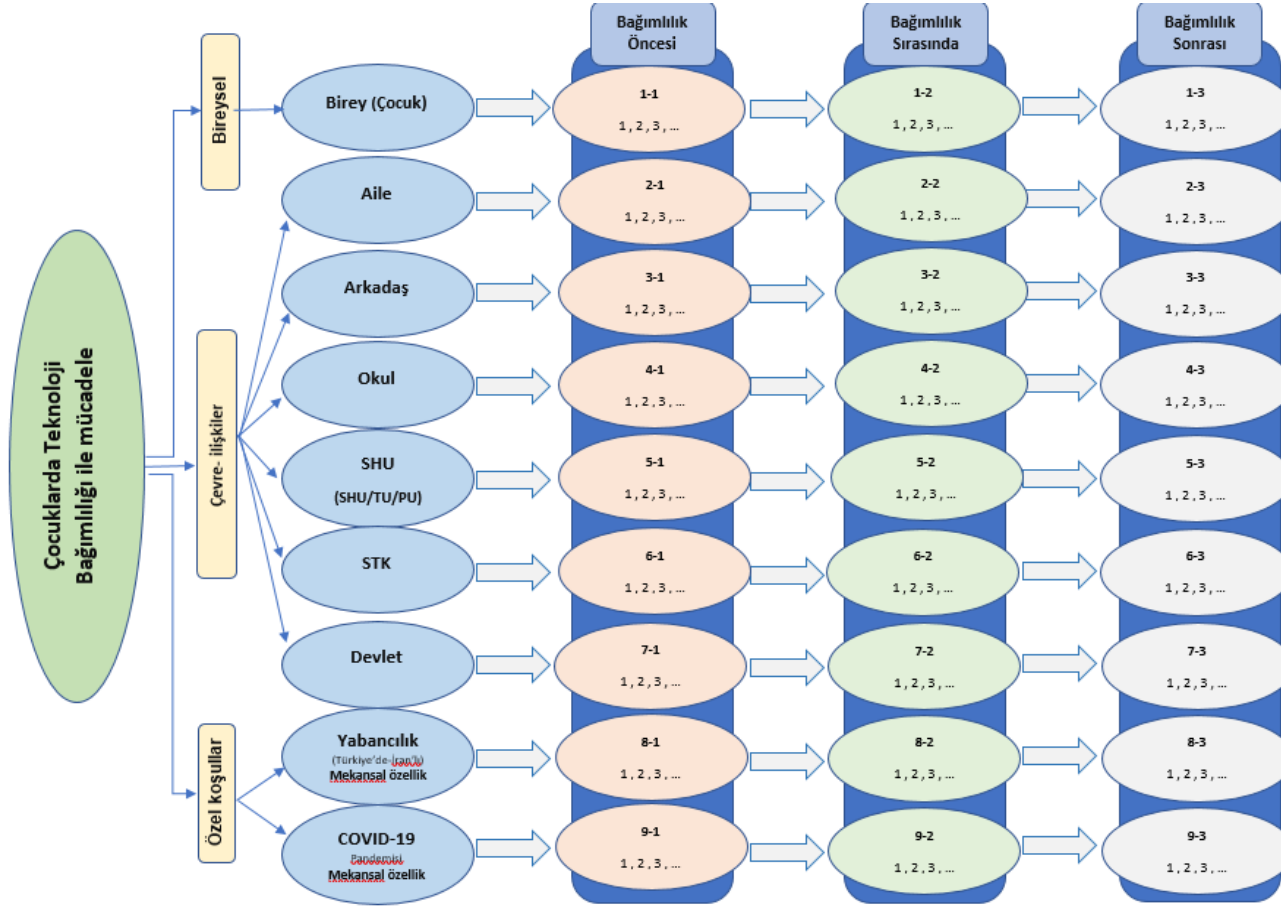 Bağımlılık
Öncesi
Bağımlılık
Sırasında
Bağımlılık
Sonrası
Çocuklarda Teknoloji
Bağımlılığı ile mücadele
Bireysel
Birey (Çocuk)
1-1
1, 2, 3, ...
1-2
1, 2, 3, ...
1-3
1, 2, 3, ...
Çevre- ilişkiler
Aile
2-1
1, 2, 3, ...
2-2
1, 2, 3, ...
2-3
1, 2, 3, ...
Arkadaş
3-1
1, 2, 3, ...
3-2
1, 2, 3, ...
3-3
1, 2, 3, ...
Okul
4-1
1, 2, 3, ...
4-2
1, 2, 3, ...
4-3
1, 2, 3, ...
SHU
(SHU/TU/PU)
5-1
1, 2, 3, ...
5-2
1, 2, 3, ...
5-3
1, 2, 3, ...
STK
6-1
1, 2, 3, ...
6-2
1, 2, 3, ...
6-3
1, 2, 3, ...
Devlet
7-1
1, 2, 3, ...
7-2
1, 2, 3, ...
7-3
1, 2, 3, ...
Özel koşullar
Yabancılık
(Türkiye'de-İran'lı)
Mekansal özellik
8-1
1, 2, 3, ...
8-2
1, 2, 3, ...
8-3
1, 2, 3, ...
COVID-19
Pandemisi
Mekansal özellik
9-1
1, 2, 3, ...
9-2
1, 2, 3, ...
9-3
1, 2, 3, ...